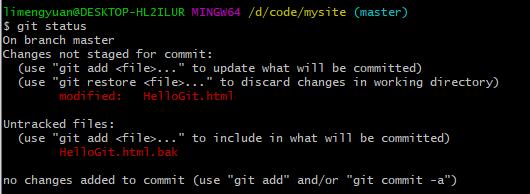 limengyuan@DESKTOP-HL2ILUR MINGW64 /d/code/mysite (master)
$ git status
On branch master
Changes not staged for commit:
  (use "git add <file>..." to update what will be committed)
  (use "git restore <file>..." to discard changes in working directory)
        modified:   HelloGit.html

Untracked files:
  (use "git add <file>..." to include in what will be committed)
        HelloGit.html.bak

no changes added to commit (use "git add" and/or "git commit -a")